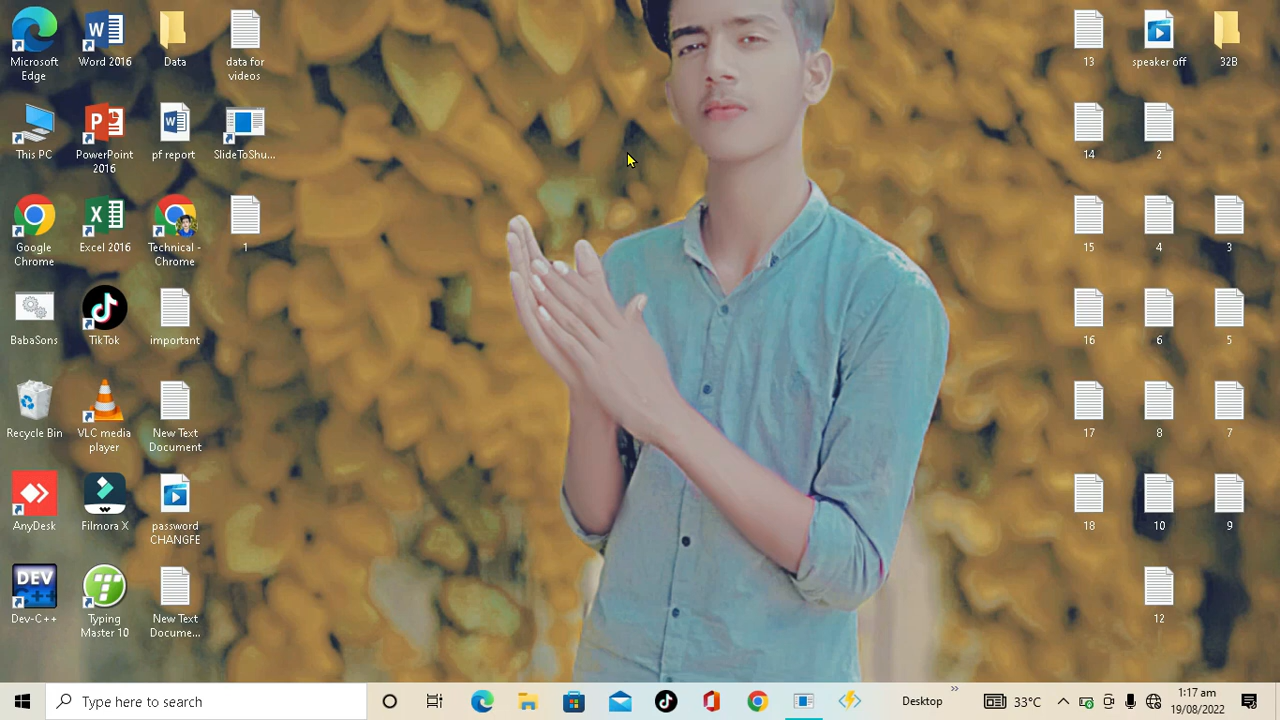 Microsoft
Edge
Word 2016
Data
data for
videos
13
speaker off
32B
This PC
PowerPoint
2016
pf report
SlideToShu...
14
2
Google
Chrome
Excel 2016
Technical -
Chrome
1
15
4
3
BabaSons
TikTok
important
16
6
5
Recycle Bin
VLC media
player
New Text
Document
17
8
7
AnyDesk
Filmora X
password
CHANGFE
18
10
9
DEV
C++
Dev-C++
Typing
Master 10
New Text
Docume...
12
Type here to search
Desktop
»
33°C
1:17 am
19/08/2022